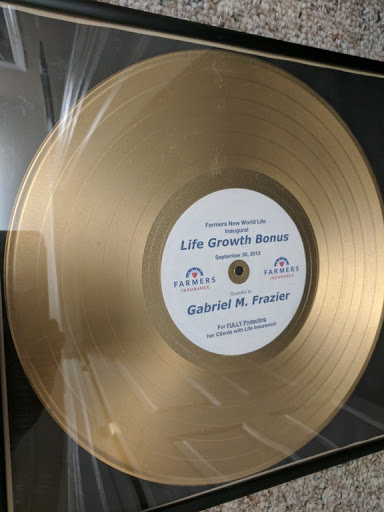 Farmers New World Life
Inaugural
Life Growth Bonus
September 30, 2013
FARMERS
INSURANCE
FARMERS
INSURANCE
Presented to
Gabriel M. Frazier
For FULLY Protecting
her Clients with Life Insurance!